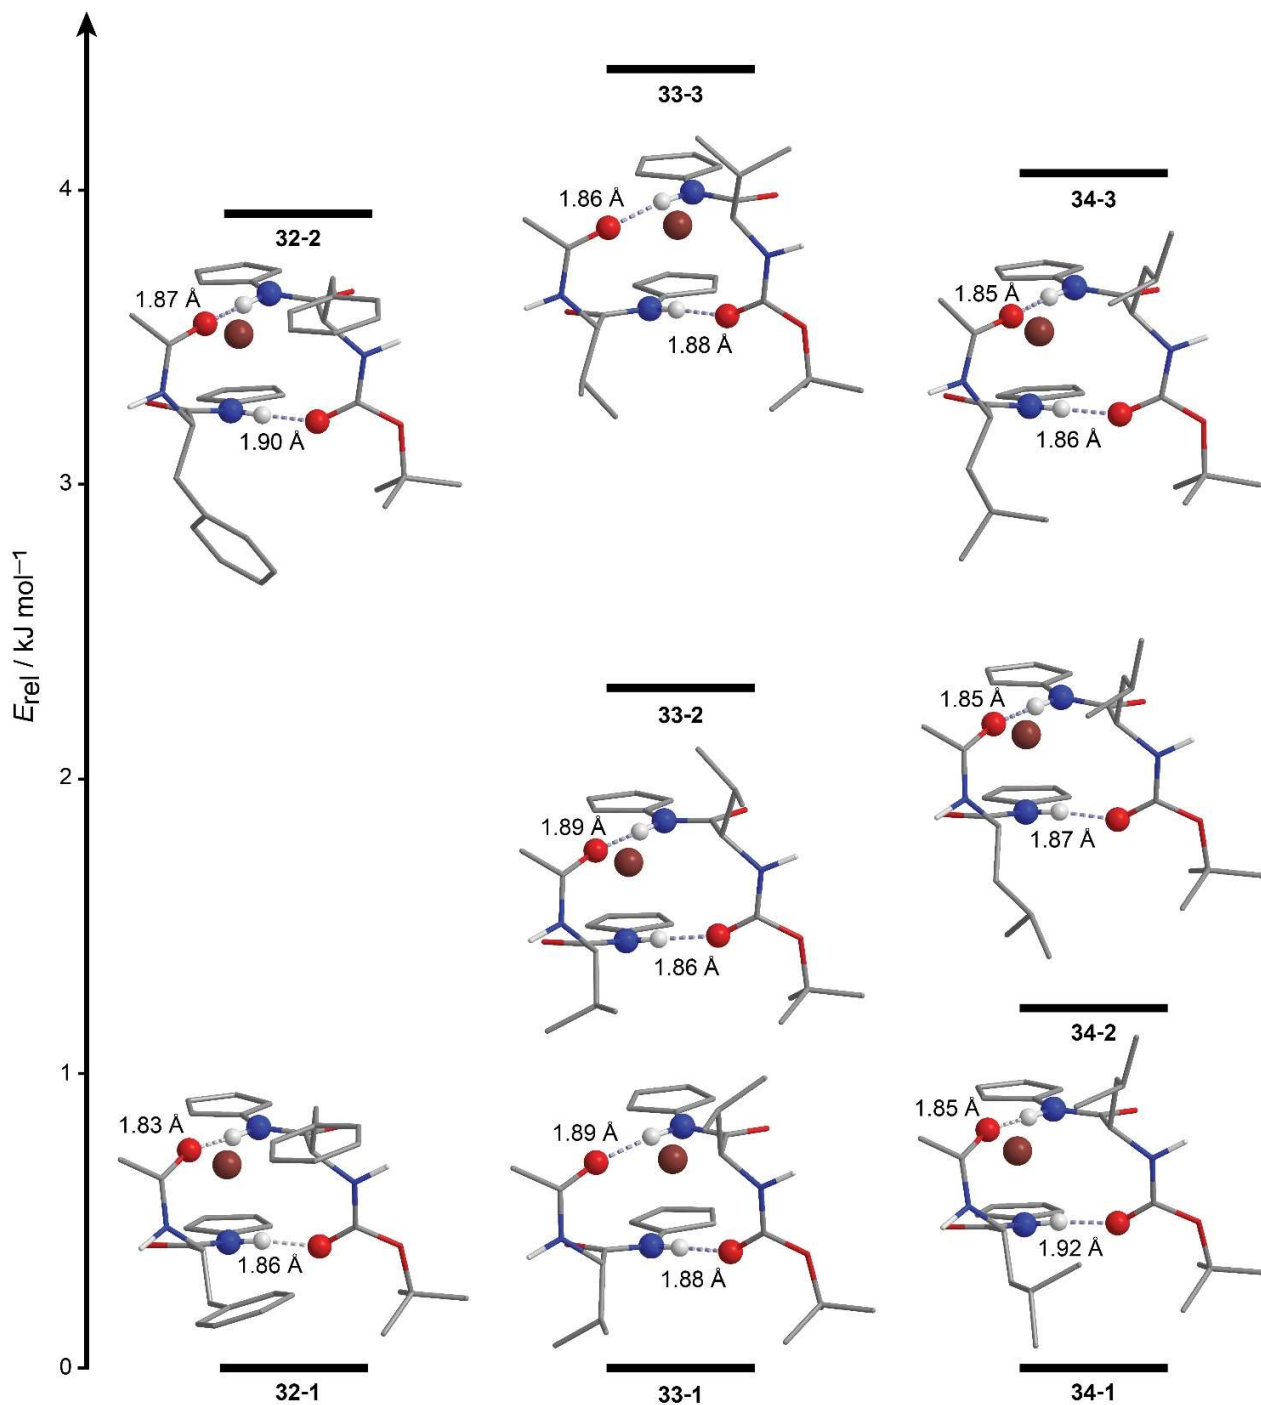 33-3
4
1.86 Å
34-3
32-2
1.87 Å
1.85 Å
1.88 Å
1.90 Å
1.86 Å
3
E_rel / kJ mol⁻¹
33-2
1.85 Å
2
1.89 Å
1.87 Å
1.86 Å
34-2
1
1.83 Å
1.89 Å
1.85 Å
1.86 Å
1.88 Å
1.92 Å
0
32-1
33-1
34-1